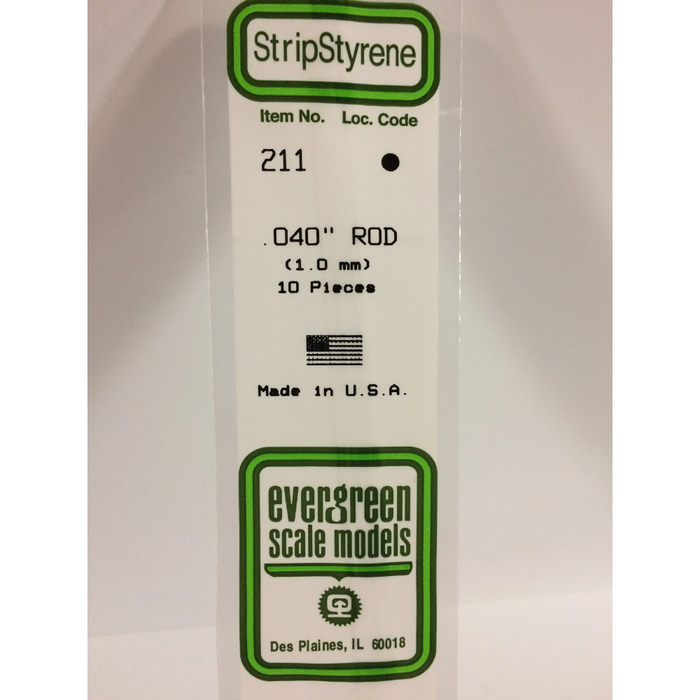 StripStyrene
Item No. Loc. Code
211
.040" ROD
(1.0 mm)
10 Pieces
Made in U.S.A.
evergreen
scale models
Des Plaines, IL 60018